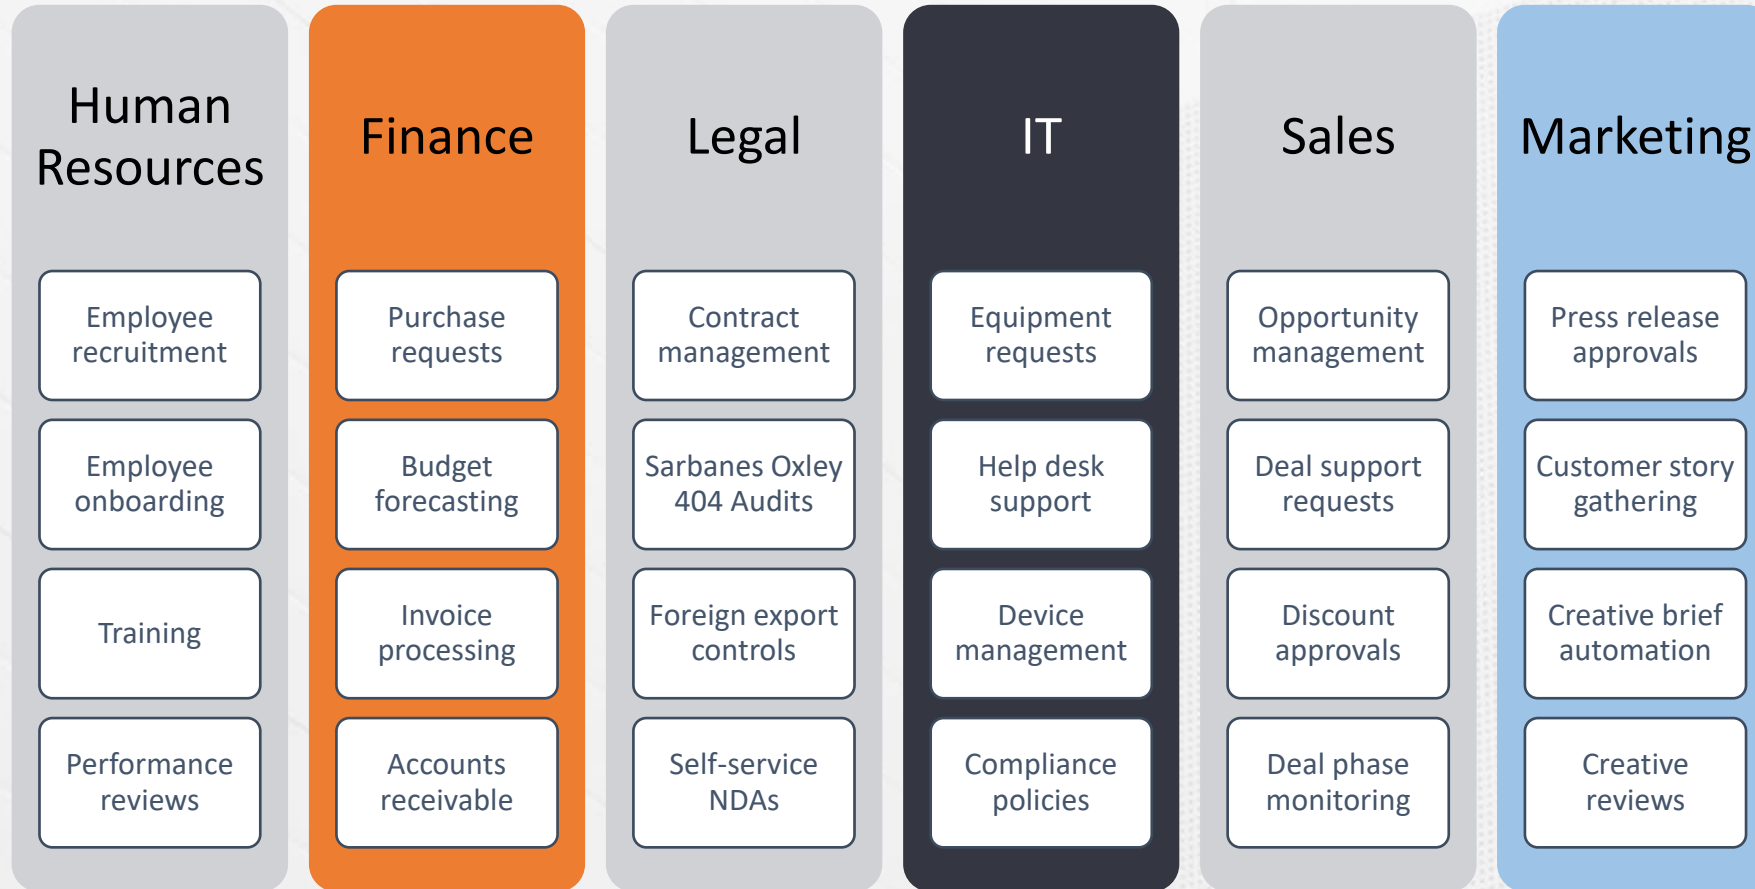 Human
Resources
Employee
recruitment
Employee
onboarding
Training
Performance
reviews
Finance
Purchase
requests
Budget
forecasting
Invoice
processing
Accounts
receivable
Legal
Contract
management
Sarbanes Oxley
404 Audits
Foreign export
controls
Self-service
NDAs
IT
Equipment
requests
Help desk
support
Device
management
Compliance
policies
Sales
Opportunity
management
Deal support
requests
Discount
approvals
Deal phase
monitoring
Marketing
Press release
approvals
Customer story
gathering
Creative brief
automation
Creative
reviews